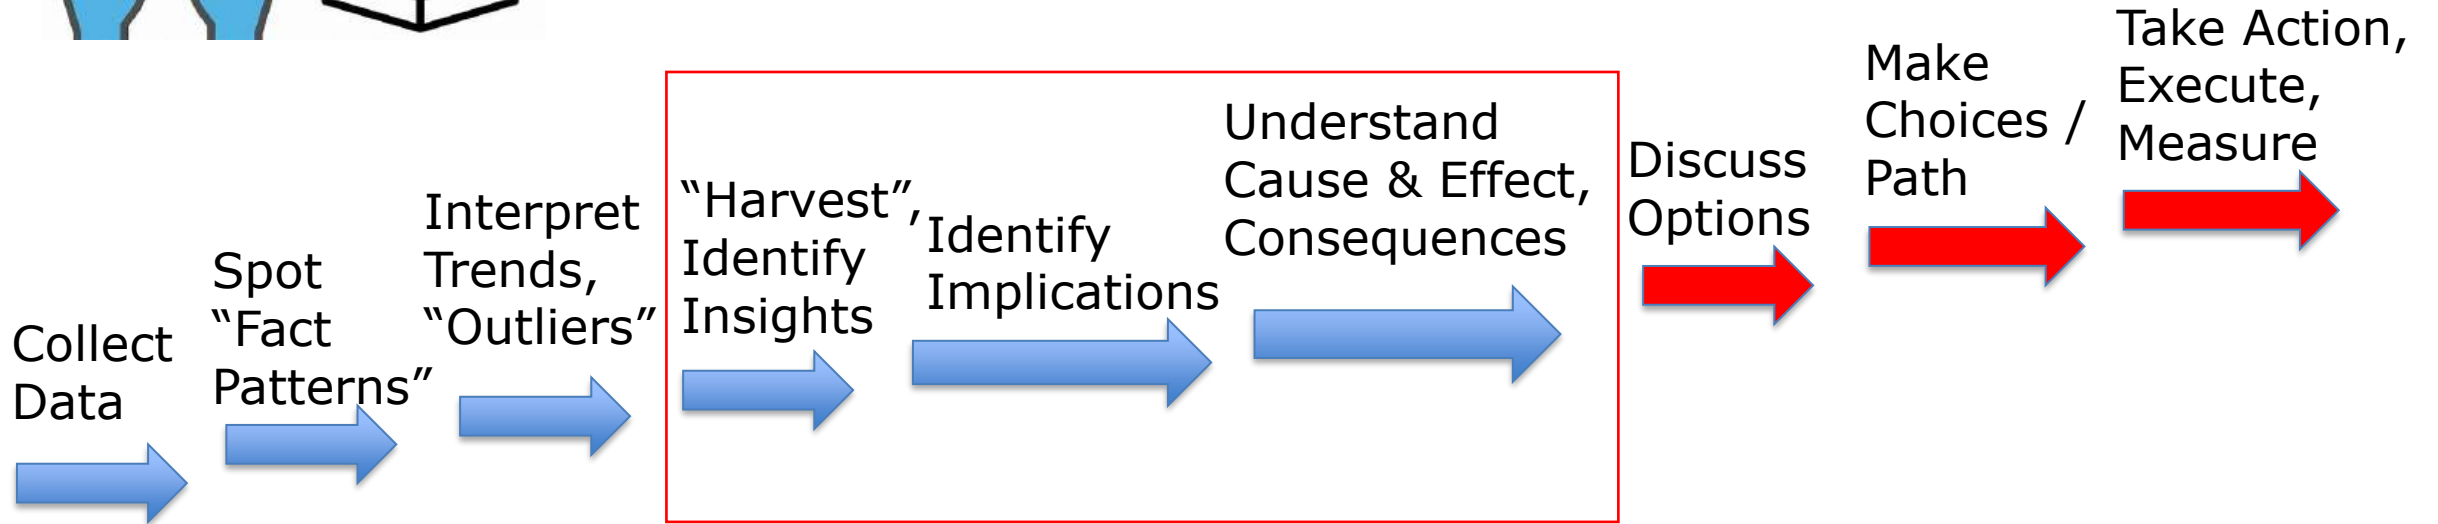 Collect
Data
Spot
“Fact
Patterns”
Interpret
Trends,
“Outliers”
“Harvest”,
Identify
Insights
Identify
Implications
Understand
Cause & Effect,
Consequences
Discuss
Options
Make
Choices /
Path
Take Action,
Execute,
Measure